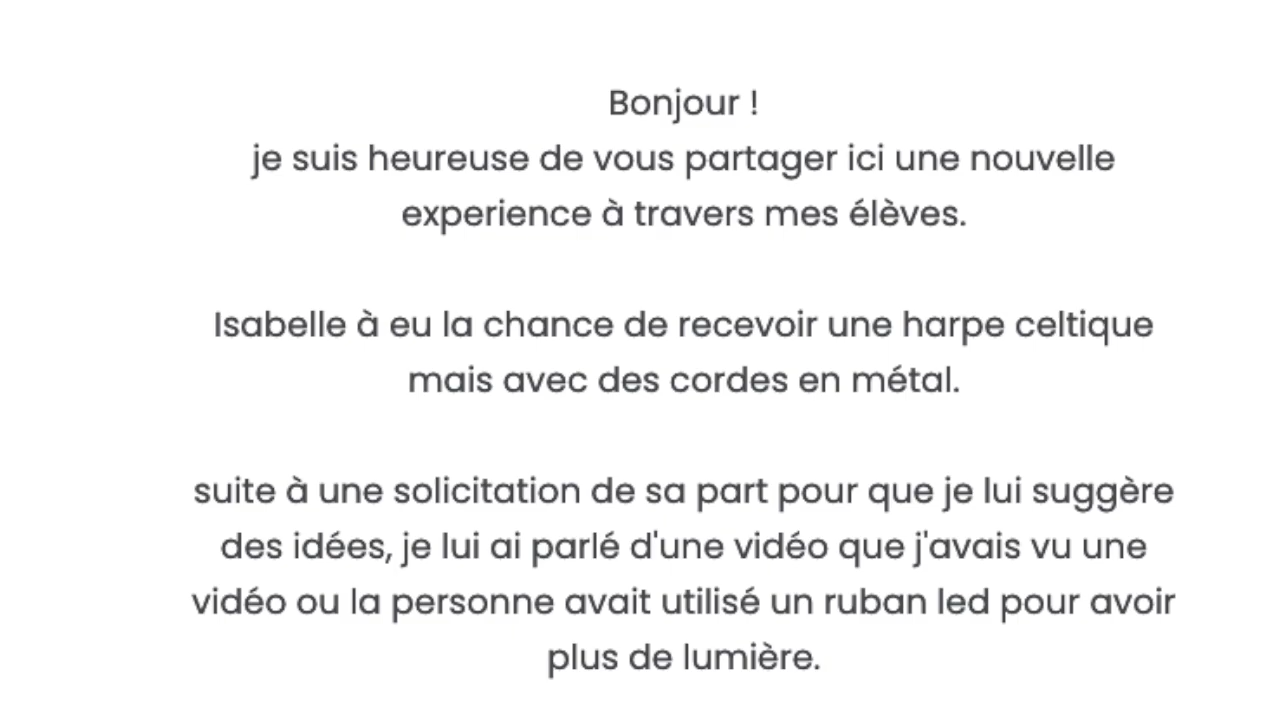 Bonjour !
je suis heureuse de vous partager ici une nouvelle
experience à travers mes élèves.
Isabelle à eu la chance de recevoir une harpe celtique
mais avec des cordes en métal.
suite à une solicitation de sa part pour que je lui suggère
des idées, je lui ai parlé d'une vidéo que j'avais vu une
vidéo ou la personne avait utilisé un ruban led pour avoir
plus de lumière.